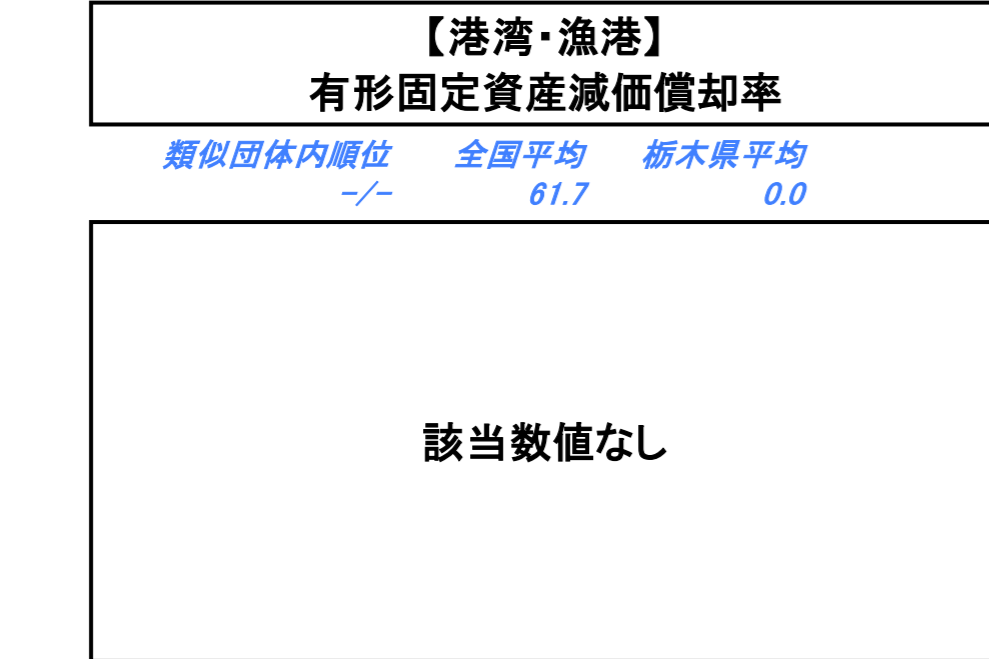 【港湾・漁港】
有形固定資産減価償却率
類似団体内順位 全国平均 栃木県平均
-/- 61.7 0.0
該当数値なし